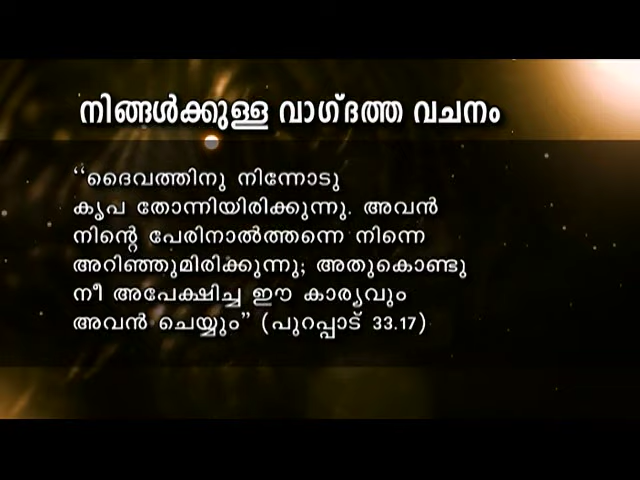 നിങ്ങൾക്കുള്ള വാഗ്ദത്ത വചനം
‘‘ദൈവത്തിനു നിന്നോടു
കൃപ തോന്നിയിരിക്കുന്നു. അവൻ
നിന്റെ പേരിനാൽത്തന്നെ നിന്നെ
അറിഞ്ഞുമിരിക്കുന്നു; അതുകൊണ്ടു
നീ അപേക്ഷിച്ച ഈ കാര്യവും
അവൻ ചെയ്യും’’ (പുറപ്പാട് 33.17)